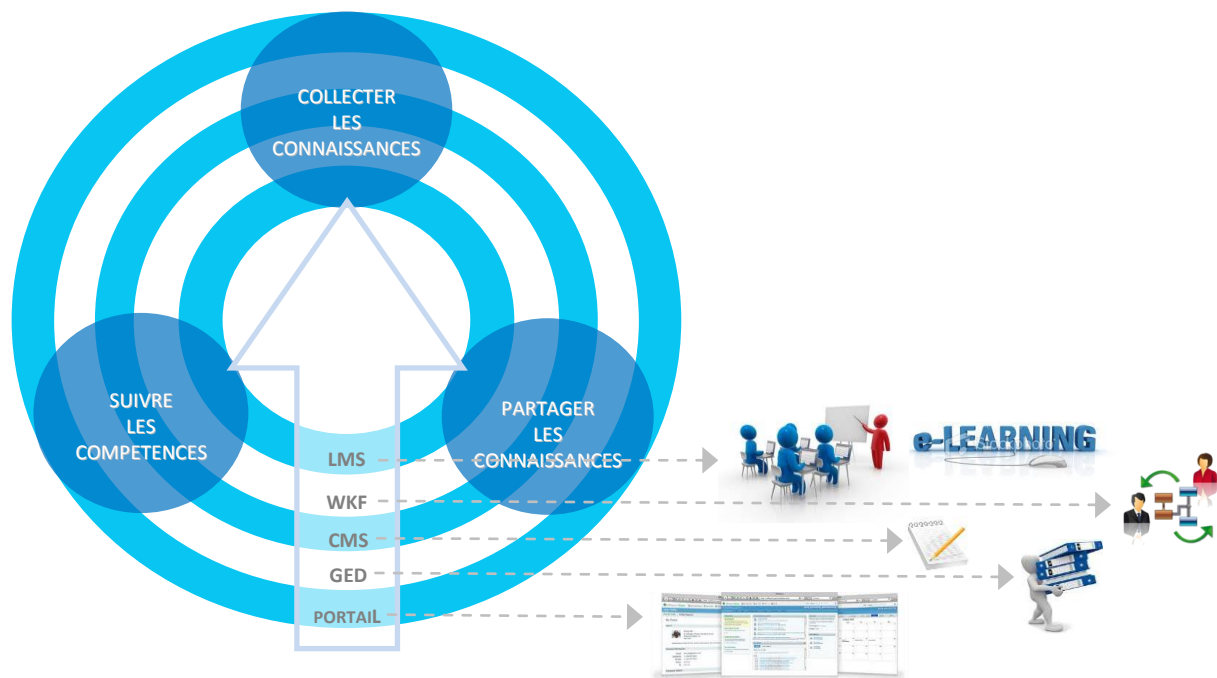 COLLECTER
LES
CONNAISSANCES
SUIVRE
LES
COMPETENCES
PARTAGER
LES
CONNAISSANCES
LMS
WKF
CMS
GED
PORTAIL
e-LEARNING